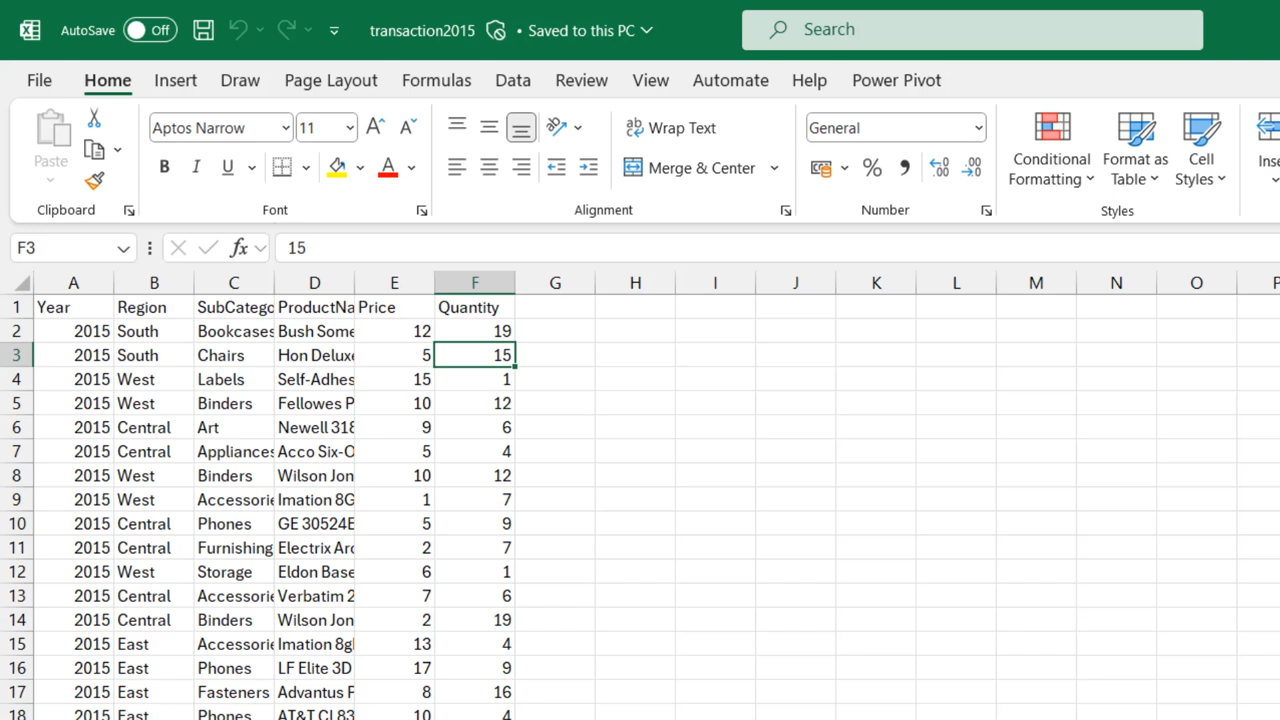 AutoSave Off transaction2015 • Saved to this PC Search
File Home Insert Draw Page Layout Formulas Data Review View Automate Help Power Pivot
Paste Aptos Narrow 11 Wrap Text General Conditional Formatting Format as Table Cell Styles
B I U A Merge & Center % 9
Clipboard Font Alignment Number Styles
F3 fx 15
A B C D E F G H I J K L M N O
1 Year Region SubCatego ProductNa Price Quantity
2 2015 South Bookcases Bush Some 12 19
3 2015 South Chairs Hon Deluxe 5 15
4 2015 West Labels Self-Adhes 15 1
5 2015 West Binders Fellowes P 10 12
6 2015 Central Art Newell 318 9 6
7 2015 Central Appliances Acco Six-O 5 4
8 2015 West Binders Wilson Jon 10 12
9 2015 West Accessorie Imation 8G 1 7
10 2015 Central Phones GE 30524E 5 9
11 2015 Central Furnishing Electrix Arc 2 7
12 2015 West Storage Eldon Base 6 1
13 2015 Central Accessorie Verbatim 2 7 6
14 2015 Central Binders Wilson Jon 2 19
15 2015 East Accessorie Imation 8gl 13 4
16 2015 East Phones LF Elite 3D 17 9
17 2015 East Fasteners Advantus P 8 16
18 2015 East Phones AT&T CL83 10 4